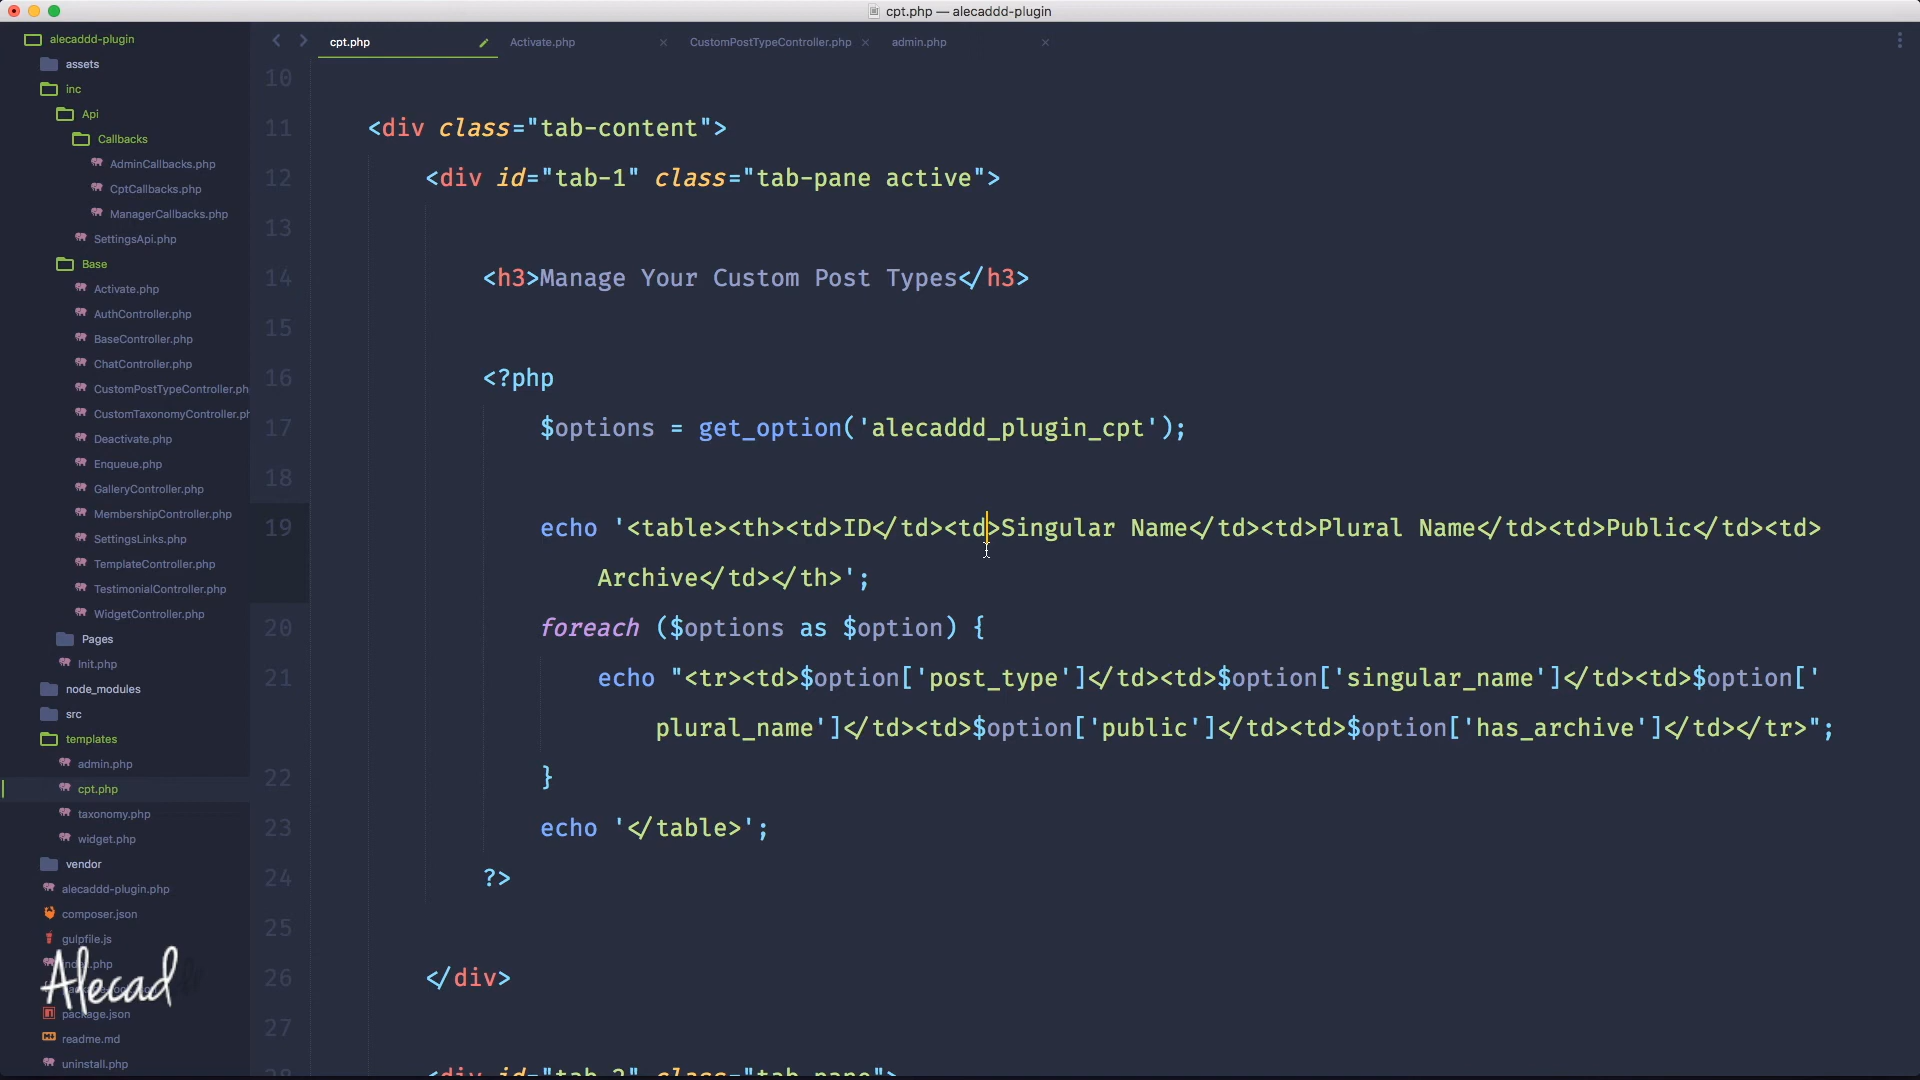 cpt.php — alecaddd-plugin
alecaddd-plugin
assets
inc
Api
Callbacks
AdminCallbacks.php
CptCallbacks.php
ManagerCallbacks.php
SettingsApi.php
Base
Activate.php
AuthController.php
BaseController.php
ChatController.php
CustomPostTypeController.ph
CustomTaxonomyController.ph
Deactivate.php
Enqueue.php
GalleryController.php
MembershipController.php
SettingsLinks.php
TemplateController.php
TestimonialController.php
WidgetController.php
Pages
Init.php
node_modules
src
templates
admin.php
cpt.php
taxonomy.php
widget.php
vendor
alecaddd-plugin.php
composer.json
gulpfile.js
package.json
readme.md
uninstall.php
Alecad
cpt.php Activate.php CustomPostTypeController.php admin.php
10
11 <div class="tab-content">
12 <div id="tab-1" class="tab-pane active">
13
14 <h3>Manage Your Custom Post Types</h3>
15
16 <?php
17 $options = get_option('alecaddd_plugin_cpt');
18
19 echo '<table><th><td>ID</td><td>Singular Name</td><td>Plural Name</td><td>Public</td><td>
Archive</td></th>';
20 foreach ($options as $option) {
21 echo "<tr><td>$option['post_type']</td><td>$option['singular_name']</td><td>$option['
plural_name']</td><td>$option['public']</td><td>$option['has_archive']</td></tr>";
22 }
23 echo '</table>';
24 ?>
25
26 </div>
27
28 <div id="tab-2" class="tab-pane">